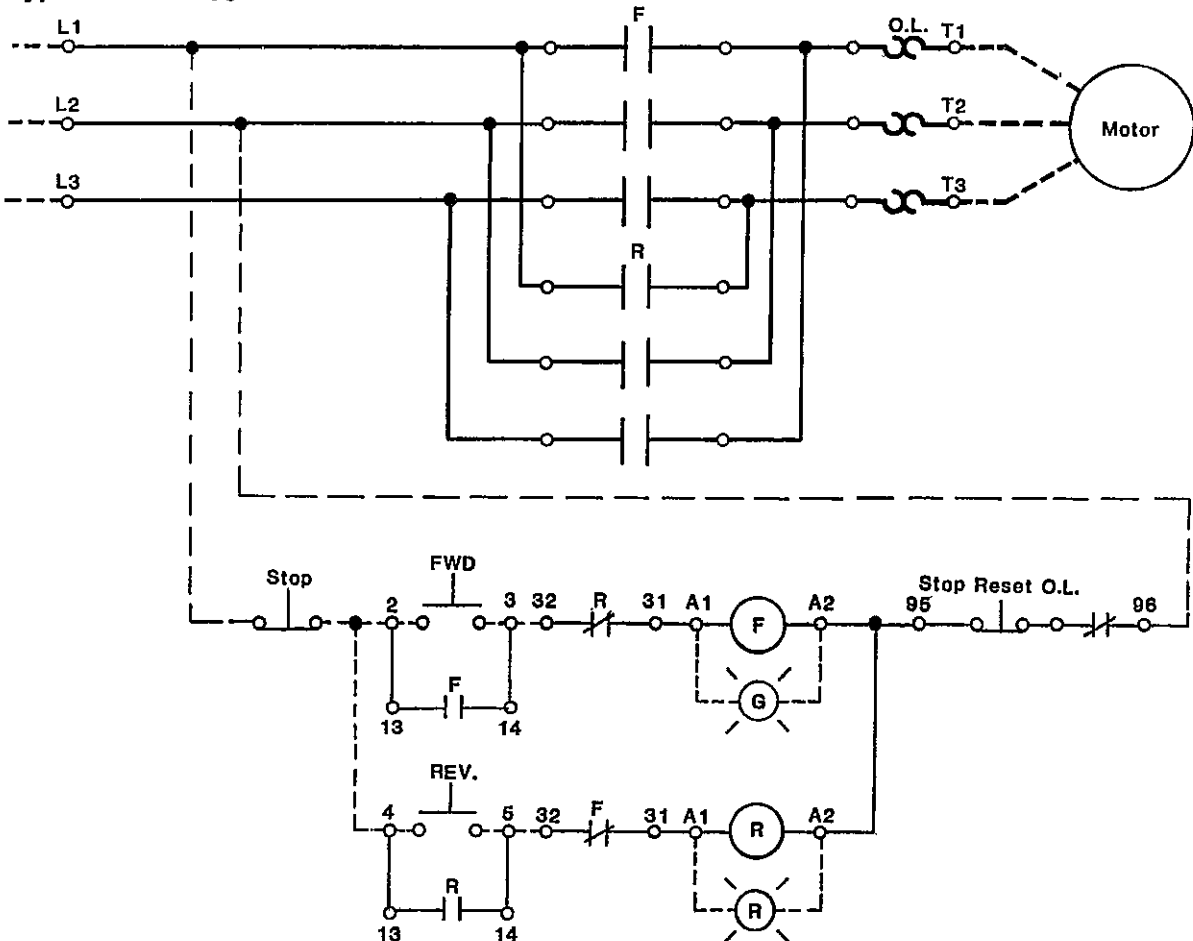 F
L1
O.L.
T1
L2
T2
Motor
L3
T3
R
Stop
FWD
Stop Reset O.L.
2
3
32
R
31
A1
F
A2
95
96
F
G
13
14
REV.
4
5
32
F
31
A1
R
A2
R
R
13
14